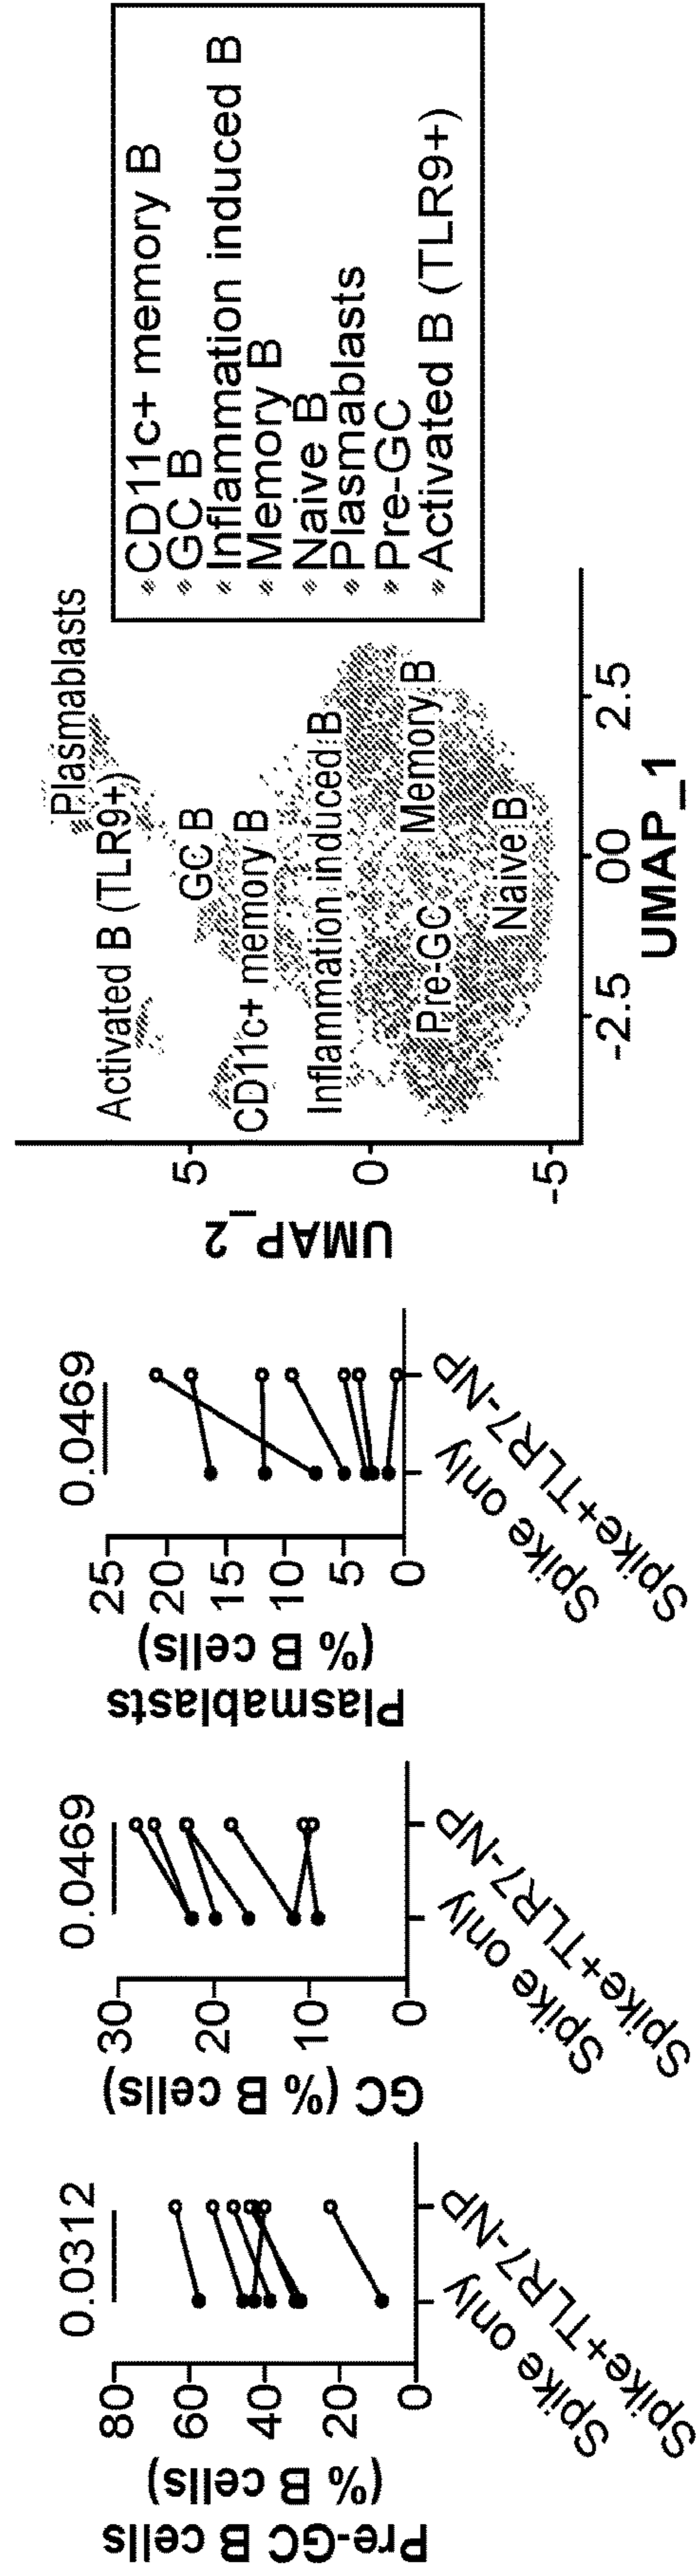 Pre-GC B cells
(% B cells)
80
60
40
20
0
0.0312
Spike only
Spike+TLR7-NP
GC (% B cells)
30
20
10
0
0.0469
Spike only
Spike+TLR7-NP
Plasmablasts
(% B cells)
25
20
15
10
5
0
0.0469
Spike only
Spike+TLR7-NP
UMAP_2
5
0
-5
Plasmablasts
Activated B (TLR9+)
GC B
CD11c+ memory B
Inflammation induced B
Memory B
Pre-GC
Naive B
-2.5
00
2.5
UMAP_1
CD11c+ memory B
GC B
Inflammation induced B
Memory B
Naive B
Plasmablasts
Pre-GC
Activated B (TLR9+)